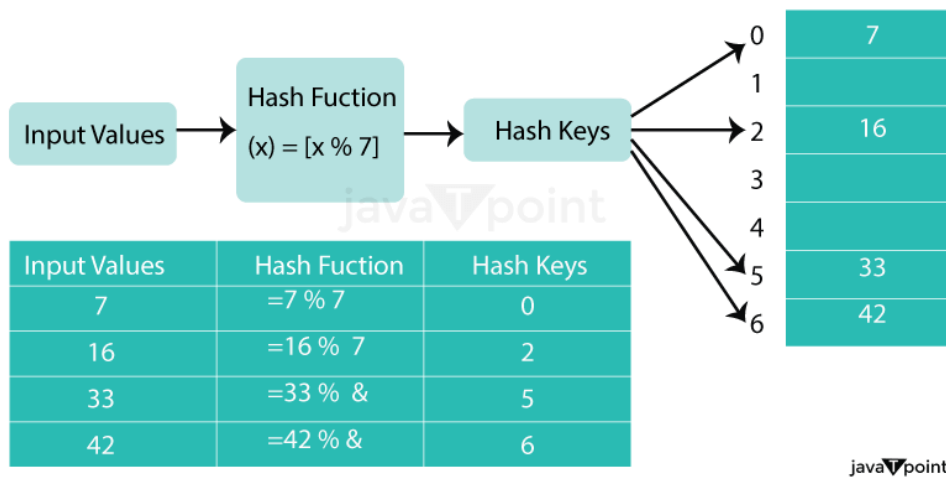 Input Values
Hash Fuction
(x) = [x % 7]
Hash Keys
0 7
1
2 16
3
4
5 33
6 42
javaTpoint
Input Values Hash Fuction Hash Keys
7 =7 % 7 0
16 =16 % 7 2
33 =33 % & 5
42 =42 % & 6
javaTpoint